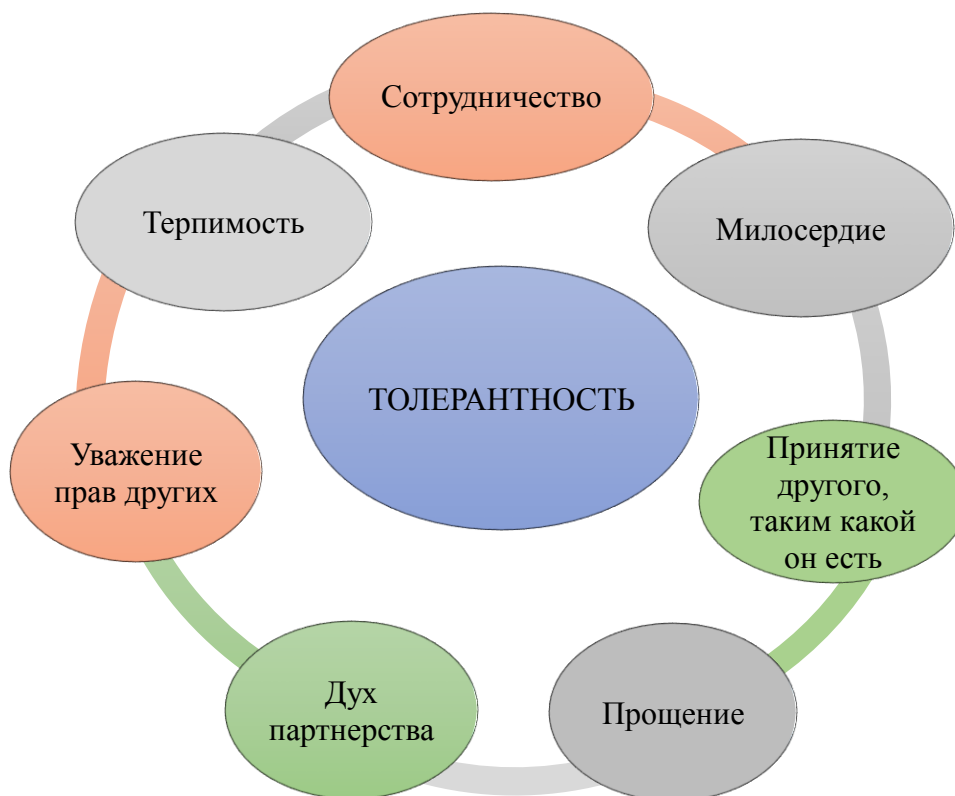 Сотрудничество
Терпимость
Милосердие
ТОЛЕРАНТНОСТЬ
Уважение
прав других
Принятие
другого,
таким какой
он есть
Дух
партнерства
Прощение